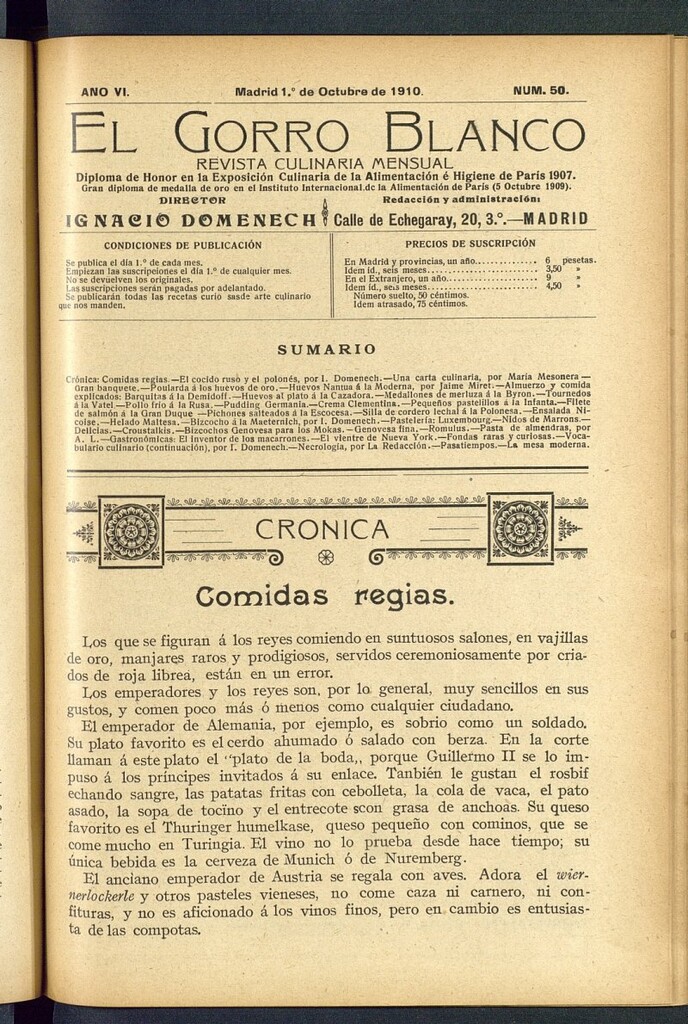 AÑO VI.
Madrid 1.º de Octubre de 1910.
NUM. 50.
EL GORRO BLANCO
REVISTA CULINARIA MENSUAL
Diploma de Honor en la Exposición Culinaria de la Alimentación é Higiene de París 1907.
Gran diploma de medalla de oro en el Instituto Internacional.dc la Alimentación de París (5 Octubre 1909).
DIRECTOR
IGNACIO DOMENECH
Redacción y administración:
Calle de Echegaray, 20, 3.º.—MADRID
CONDICIONES DE PUBLICACIÓN
Se publica el día 1.º de cada mes.
Empiezan las suscripciones el día 1.º de cualquier mes.
No se devuelven los originales.
Las suscripciones serán pagadas por adelantado.
Se publicarán todas las recetas curio sasde arte culinario
que nos manden.
PRECIOS DE SUSCRIPCIÓN
En Madrid y provincias, un año.............. 6 pesetas.
Idem íd., seis meses......................... 3,50 »
En el Extranjero, un año..................... 9 »
Idem íd., seis meses......................... 4,50 »
Número suelto, 50 céntimos.
Idem atrasado, 75 céntimos.
SUMARIO
Crónica: Comidas regias.—El cocido ruso y el polonés, por I. Domenech.—Una carta culinaria, por María Mesonera —
Gran banquete.—Poularda á los huevos de oro.—Huevos Nannua á la Moderna, por Jaime Miret.—Almuerzo y comida
explicados: Barquitas á la Demidoff.—Huevos al plato á la Cazadora.—Medallones de merluza á la Byron.—Tournedos
á la Vatel.—Pollo frío á la Rusa.—Pudding Germania.—Crema Clementina.—Pequeños pastelillos á la Infanta.—Filete
de salmón á la Gran Duque —Pichones salteados á la Escocesa.—Silla de cordero lechal á la Polonesa.—Ensalada Ni-
coise.—Helado Maltesa.—Bizcocho á la Maeternich, por I. Domenech.—Pastelería: Luxembourg.—Nidos de Marrons.—
Delicias.—Croustalkis.—Bizcochos Genovesa para los Mokas.—Genovesa fina.—Romulus.—Pasta de almendras, por
A. L.—Gastronómicas: El inventor de los macarrones.—El vientre de Nueva York.—Fondas raras y curiosas.—Voca-
bulario culinario (continuación), por I. Domenech.—Necrología, por La Redacción.—Pasatiempos.—La mesa moderna.
CRONICA
Comidas regias.
Los que se figuran á los reyes comiendo en suntuosos salones, en vajillas
de oro, manjares raros y prodigiosos, servidos ceremoniosamente por cria-
dos de roja librea, están en un error.
Los emperadores y los reyes son, por lo general, muy sencillos en sus
gustos, y comen poco más ó menos como cualquier ciudadano.
El emperador de Alemania, por ejemplo, es sobrio como un soldado.
Su plato favorito es el cerdo ahumado ó salado con berza. En la corte
llaman á este plato el "plato de la boda,, porque Guillermo II se lo im-
puso á los príncipes invitados á su enlace. Tanbién le gustan el rosbif
echando sangre, las patatas fritas con cebolleta, la cola de vaca, el pato
asado, la sopa de tocino y el entrecote scon grasa de anchoas. Su queso
favorito es el Thuringer humelkase, queso pequeño con cominos, que se
come mucho en Turingia. El vino no lo prueba desde hace tiempo; su
única bebida es la cerveza de Munich ó de Nuremberg.
El anciano emperador de Austria se regala con aves. Adora el wier-
nerlockerle y otros pasteles vieneses, no come caza ni carnero, ni con-
fituras, y no es aficionado á los vinos finos, pero en cambio es entusias-
ta de las compotas.